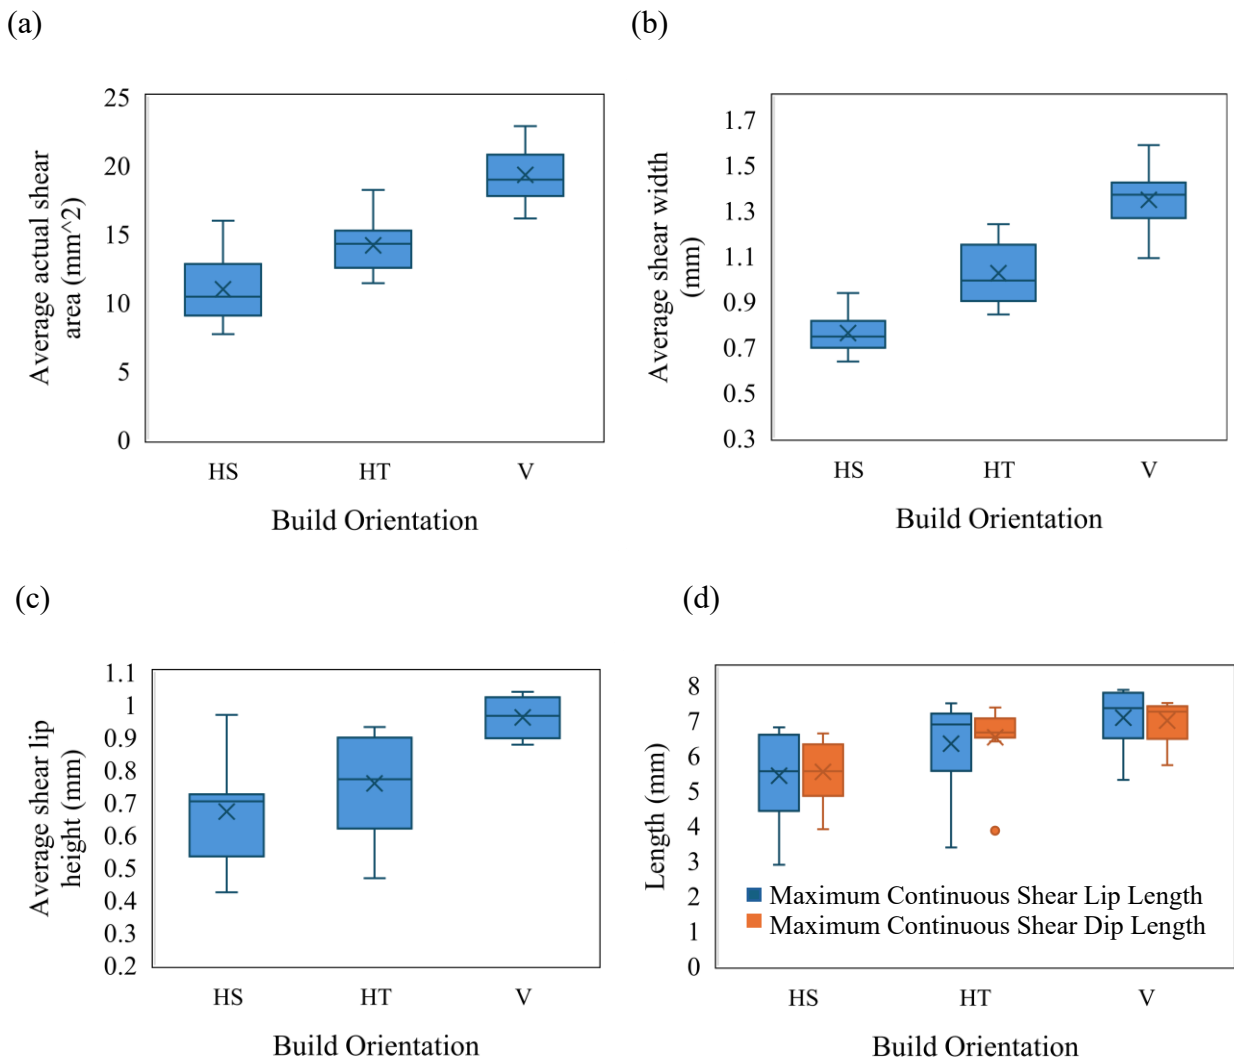 (a)
Average actual shear
area (mm^2)
25
20
15
10
5
0
HS
HT
V
Build Orientation
(b)
Average shear width
(mm)
1.7
1.5
1.3
1.1
0.9
0.7
0.5
0.3
HS
HT
V
Build Orientation
(c)
Average shear lip
height (mm)
1.1
1
0.9
0.8
0.7
0.6
0.5
0.4
0.3
0.2
HS
HT
V
Build Orientation
(d)
Length (mm)
8
7
6
5
4
3
2
1
0
Maximum Continuous Shear Lip Length
Maximum Continuous Shear Dip Length
HS
HT
V
Build Orientation